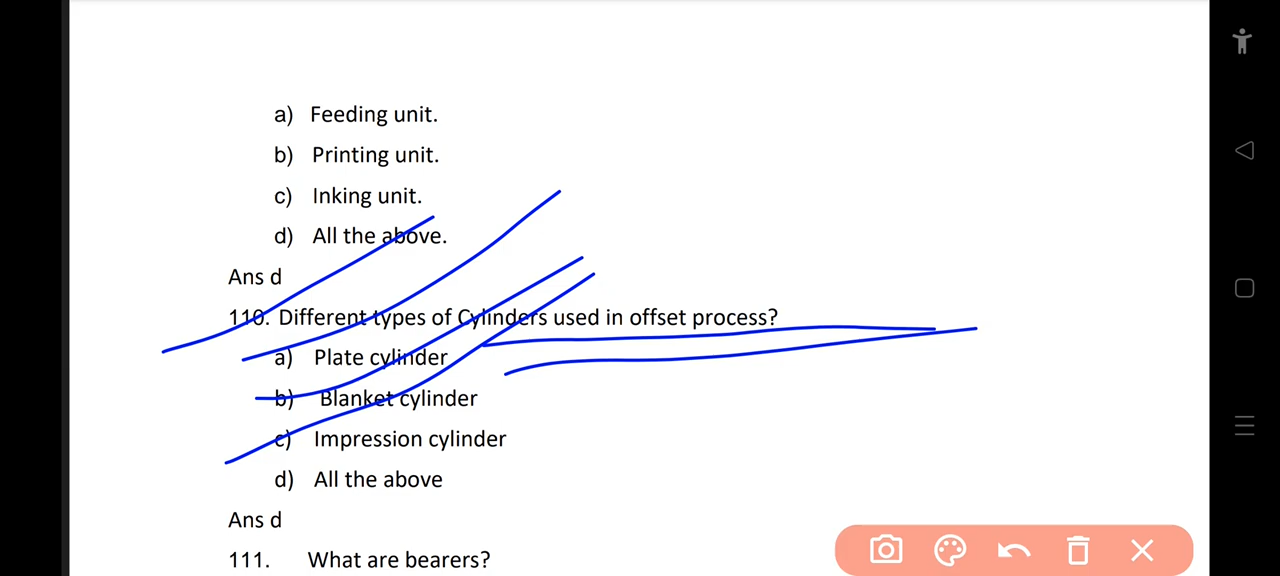 a) Feeding unit.
b) Printing unit.
c) Inking unit.
d) All the above.
Ans d
110. Different types of Cylinders used in offset process?
a) Plate cylinder
b) Blanket cylinder
c) Impression cylinder
d) All the above
Ans d
111. What are bearers?